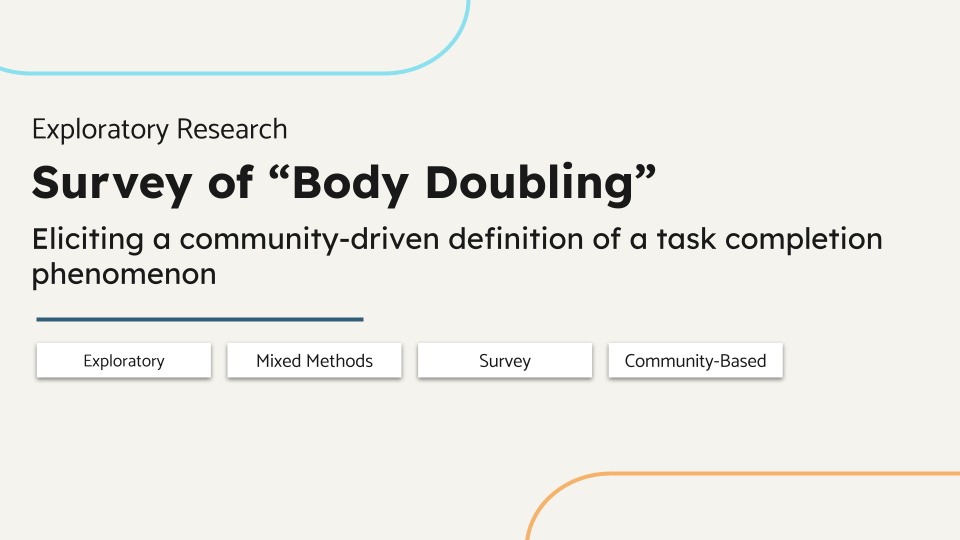 Exploratory Research
Survey of “Body Doubling”
Eliciting a community-driven definition of a task completion
phenomenon
Exploratory
Mixed Methods
Survey
Community-Based